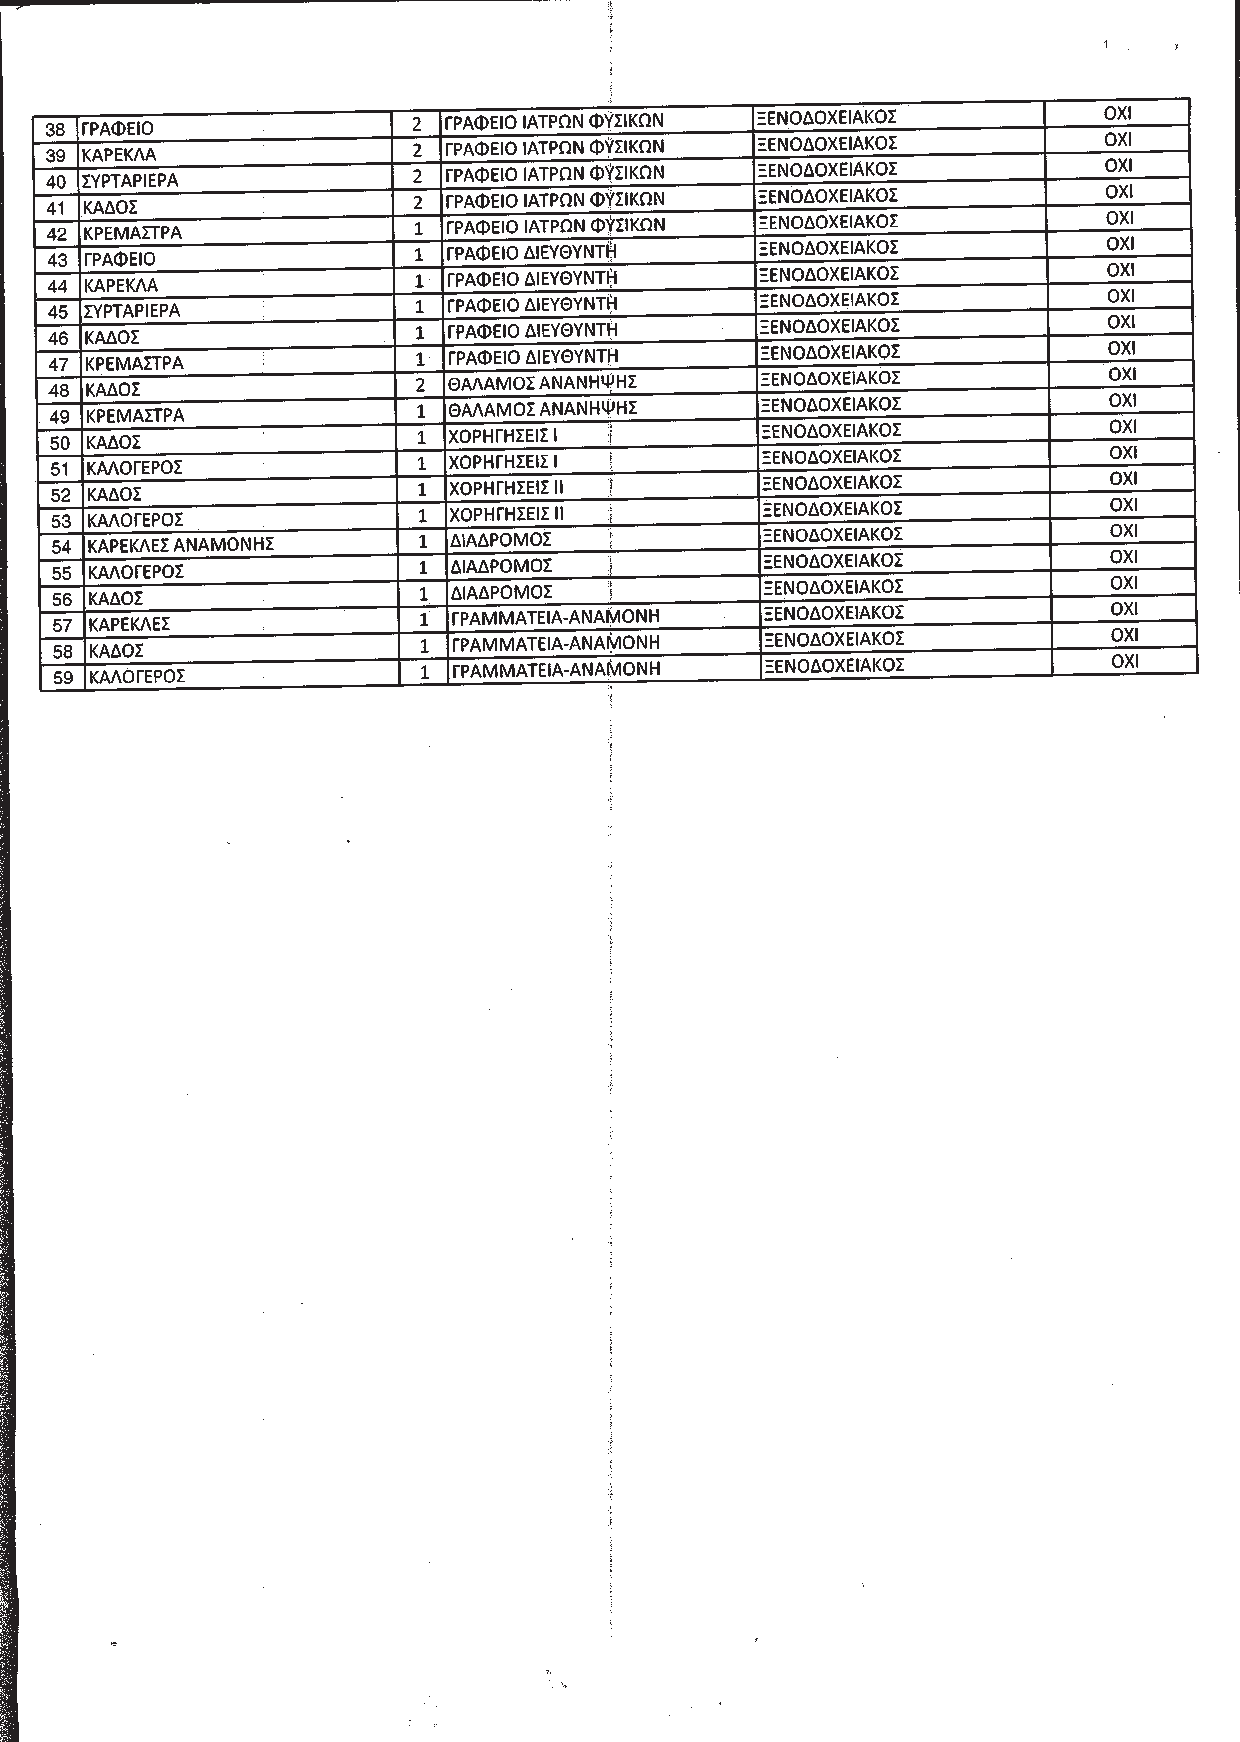 38 ΓΡΑΦΕΙΟ 2 ΓΡΑΦΕΙΟ ΙΑΤΡΩΝ ΦΥΣΙΚΩΝ ΞΕΝΟΔΟΧΕΙΑΚΟΣ ΟΧΙ
39 ΚΑΡΕΚΛΑ 2 ΓΡΑΦΕΙΟ ΙΑΤΡΩΝ ΦΥΣΙΚΩΝ ΞΕΝΟΔΟΧΕΙΑΚΟΣ ΟΧΙ
40 ΣΥΡΤΑΡΙΕΡΑ 2 ΓΡΑΦΕΙΟ ΙΑΤΡΩΝ ΦΥΣΙΚΩΝ ΞΕΝΟΔΟΧΕΙΑΚΟΣ ΟΧΙ
41 ΚΑΔΟΣ 2 ΓΡΑΦΕΙΟ ΙΑΤΡΩΝ ΦΥΣΙΚΩΝ ΞΕΝΟΔΟΧΕΙΑΚΟΣ ΟΧΙ
42 ΚΡΕΜΑΣΤΡΑ 1 ΓΡΑΦΕΙΟ ΙΑΤΡΩΝ ΦΥΣΙΚΩΝ ΞΕΝΟΔΟΧΕΙΑΚΟΣ ΟΧΙ
43 ΓΡΑΦΕΙΟ 1 ΓΡΑΦΕΙΟ ΔΙΕΥΘΥΝΤΗ ΞΕΝΟΔΟΧΕΙΑΚΟΣ ΟΧΙ
44 ΚΑΡΕΚΛΑ 1 ΓΡΑΦΕΙΟ ΔΙΕΥΘΥΝΤΗ ΞΕΝΟΔΟΧΕΙΑΚΟΣ ΟΧΙ
45 ΣΥΡΤΑΡΙΕΡΑ 1 ΓΡΑΦΕΙΟ ΔΙΕΥΘΥΝΤΗ ΞΕΝΟΔΟΧΕΙΑΚΟΣ ΟΧΙ
46 ΚΑΔΟΣ 1 ΓΡΑΦΕΙΟ ΔΙΕΥΘΥΝΤΗ ΞΕΝΟΔΟΧΕΙΑΚΟΣ ΟΧΙ
47 ΚΡΕΜΑΣΤΡΑ 1 ΓΡΑΦΕΙΟ ΔΙΕΥΘΥΝΤΗ ΞΕΝΟΔΟΧΕΙΑΚΟΣ ΟΧΙ
48 ΚΑΔΟΣ 2 ΘΑΛΑΜΟΣ ΑΝΑΝΗΨΗΣ ΞΕΝΟΔΟΧΕΙΑΚΟΣ ΟΧΙ
49 ΚΡΕΜΑΣΤΡΑ 1 ΘΑΛΑΜΟΣ ΑΝΑΝΗΨΗΣ ΞΕΝΟΔΟΧΕΙΑΚΟΣ ΟΧΙ
50 ΚΑΔΟΣ 1 ΧΟΡΗΓΗΣΕΙΣ Ι ΞΕΝΟΔΟΧΕΙΑΚΟΣ ΟΧΙ
51 ΚΑΛΟΓΕΡΟΣ 1 ΧΟΡΗΓΗΣΕΙΣ Ι ΞΕΝΟΔΟΧΕΙΑΚΟΣ ΟΧΙ
52 ΚΑΔΟΣ 1 ΧΟΡΗΓΗΣΕΙΣ ΙΙ ΞΕΝΟΔΟΧΕΙΑΚΟΣ ΟΧΙ
53 ΚΑΛΟΓΕΡΟΣ 1 ΧΟΡΗΓΗΣΕΙΣ ΙΙ ΞΕΝΟΔΟΧΕΙΑΚΟΣ ΟΧΙ
54 ΚΑΡΕΚΛΕΣ ΑΝΑΜΟΝΗΣ 1 ΔΙΑΔΡΟΜΟΣ ΞΕΝΟΔΟΧΕΙΑΚΟΣ ΟΧΙ
55 ΚΑΛΟΓΕΡΟΣ 1 ΔΙΑΔΡΟΜΟΣ ΞΕΝΟΔΟΧΕΙΑΚΟΣ ΟΧΙ
56 ΚΑΔΟΣ 1 ΔΙΑΔΡΟΜΟΣ ΞΕΝΟΔΟΧΕΙΑΚΟΣ ΟΧΙ
57 ΚΑΡΕΚΛΕΣ 1 ΓΡΑΜΜΑΤΕΙΑ-ΑΝΑΜΟΝΗ ΞΕΝΟΔΟΧΕΙΑΚΟΣ ΟΧΙ
58 ΚΑΔΟΣ 1 ΓΡΑΜΜΑΤΕΙΑ-ΑΝΑΜΟΝΗ ΞΕΝΟΔΟΧΕΙΑΚΟΣ ΟΧΙ
59 ΚΑΛΟΓΕΡΟΣ 1 ΓΡΑΜΜΑΤΕΙΑ-ΑΝΑΜΟΝΗ ΞΕΝΟΔΟΧΕΙΑΚΟΣ ΟΧΙ